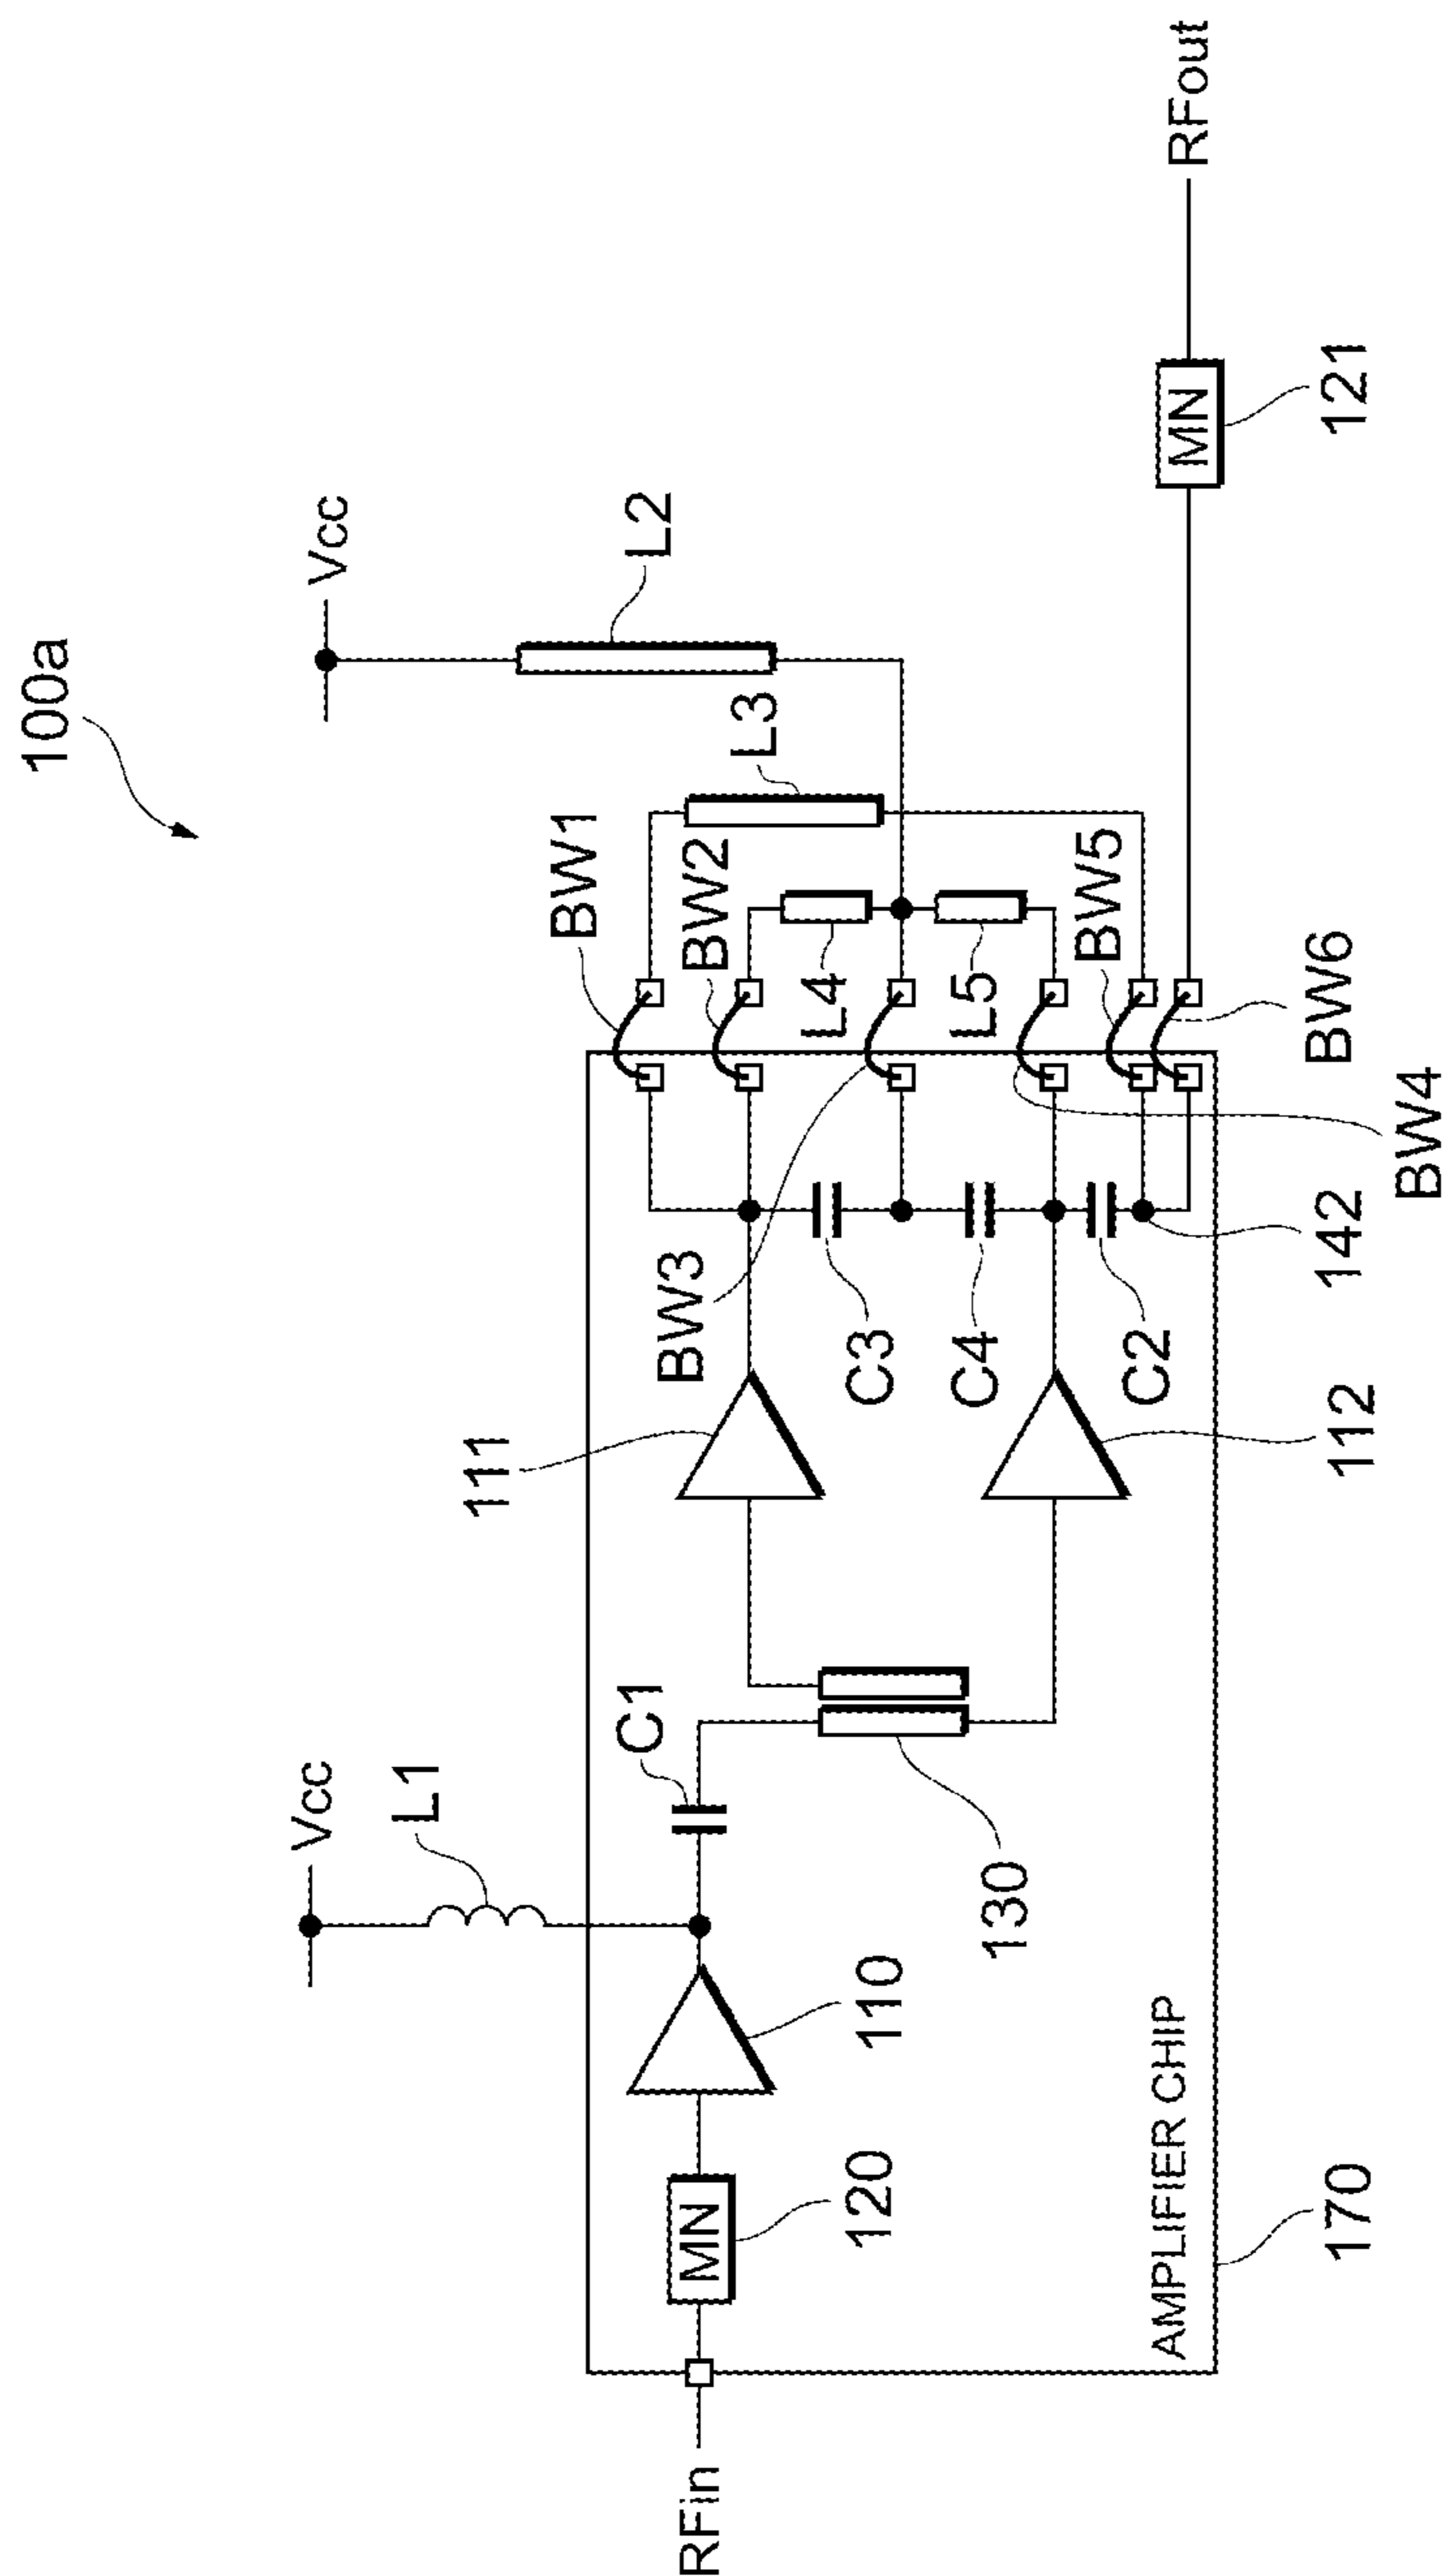 100a
Vcc
Vcc
L1
L2
L3
BW1
BW2
L4
L5
BW5
BW6
BW4
BW3
C1
C3
C4
C2
142
111
112
110
120
130
MN
MN
121
RFin
RFout
AMPLIFIER CHIP
170